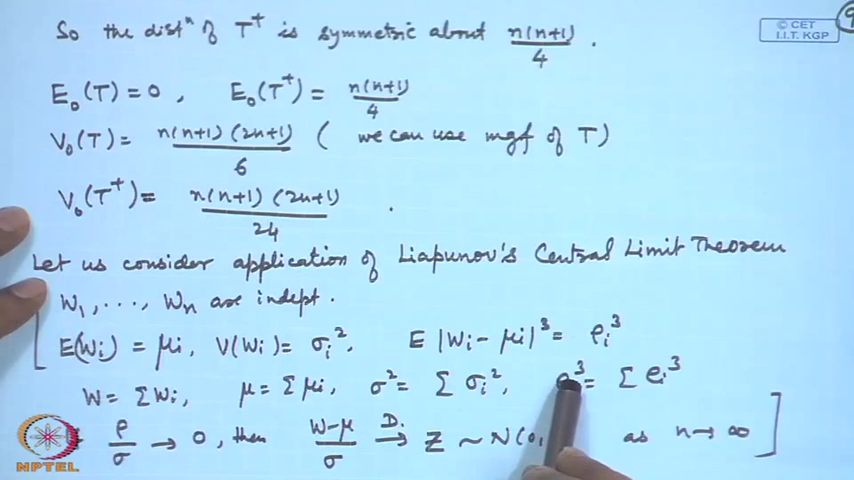 © CET
I.I.T. KGP
9
So the distⁿ of T⁺ is symmetric about n(n+1)/4 .
E₀(T) = 0 , E₀(T⁺) = n(n+1)/4
V₀(T) = n(n+1)(2n+1)/6 ( we can use mgf of T)
V₀(T⁺) = n(n+1)(2n+1)/24 .
Let us consider application of Liapunov's Central Limit Theorem
[ W₁, ..., Wₙ are indept.
E(Wi) = μi, V(Wi) = σi², E |Wi - μi|³ = ρi³
W = ΣWi, μ = Σμi, σ² = Σ σi², ρ³ = Σ ρi³
ρ/σ → 0, then (W-μ)/σ →ᴰ· Z ~ N(0, as n → ∞ ]
NPTEL